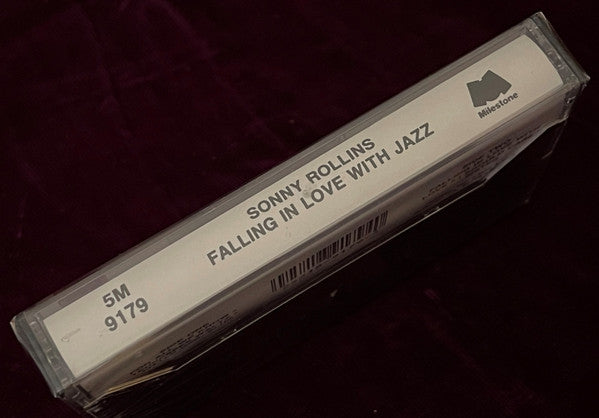 5M
9179
SONNY ROLLINS
FALLING IN LOVE WITH JAZZ
Milestone